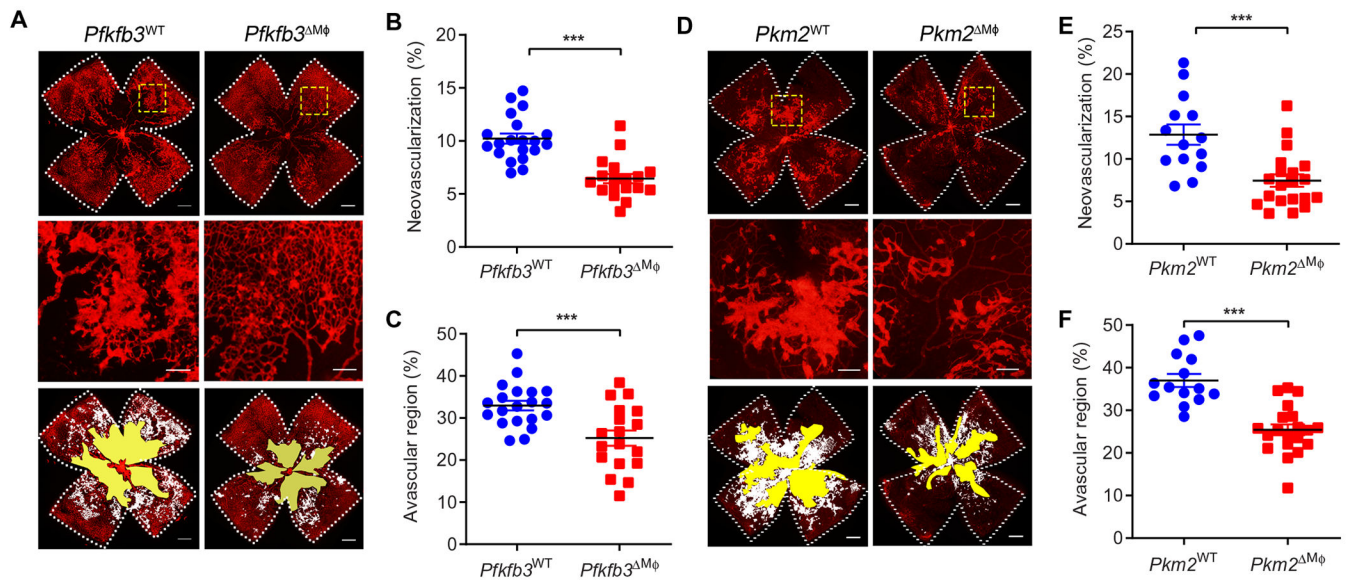 A
Pfkfb3WT
Pfkfb3ΔMϕ
B
Neovascularization (%)
20
15
10
5
0
***
Pfkfb3WT
Pfkfb3ΔMϕ
C
Avascular region (%)
50
40
30
20
10
0
***
Pfkfb3WT
Pfkfb3ΔMϕ
D
Pkm2WT
Pkm2ΔMϕ
E
Neovascularization (%)
25
20
15
10
5
0
***
Pkm2WT
Pkm2ΔMϕ
F
Avascular region (%)
50
40
30
20
10
0
***
Pkm2WT
Pkm2ΔMϕ